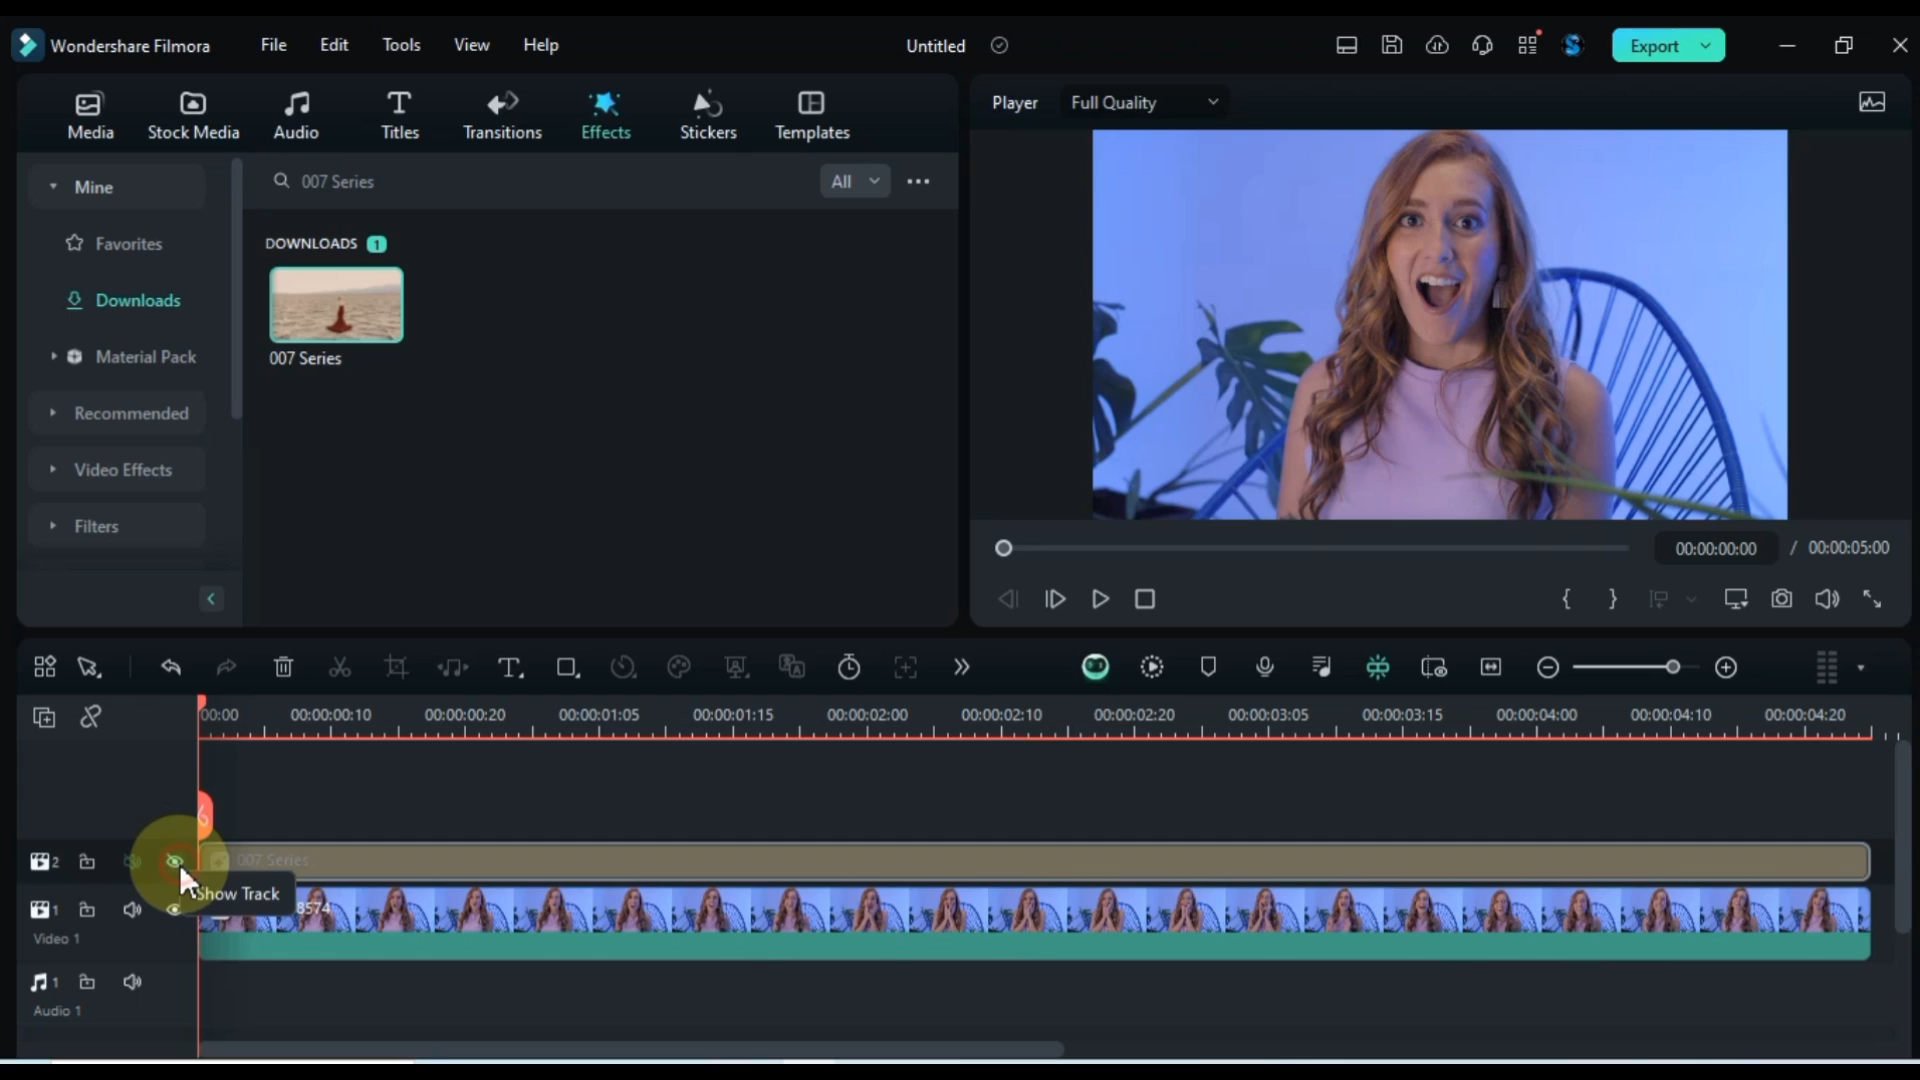 Wondershare Filmora
File
Edit
Tools
View
Help
Untitled
Export
Media
Stock Media
Audio
Titles
Transitions
Effects
Stickers
Templates
Player
Full Quality
Mine
007 Series
All
Favorites
DOWNLOADS 1
Downloads
007 Series
Material Pack
Recommended
Video Effects
Filters
00:00:00:00 / 00:00:05:00
00:00
00:00:00:10
00:00:00:20
00:00:01:05
00:00:01:15
00:00:02:00
00:00:02:10
00:00:02:20
00:00:03:05
00:00:03:15
00:00:04:00
00:00:04:10
00:00:04:20
2
007 Series
Show Track
1
8574
Video 1
1
Audio 1